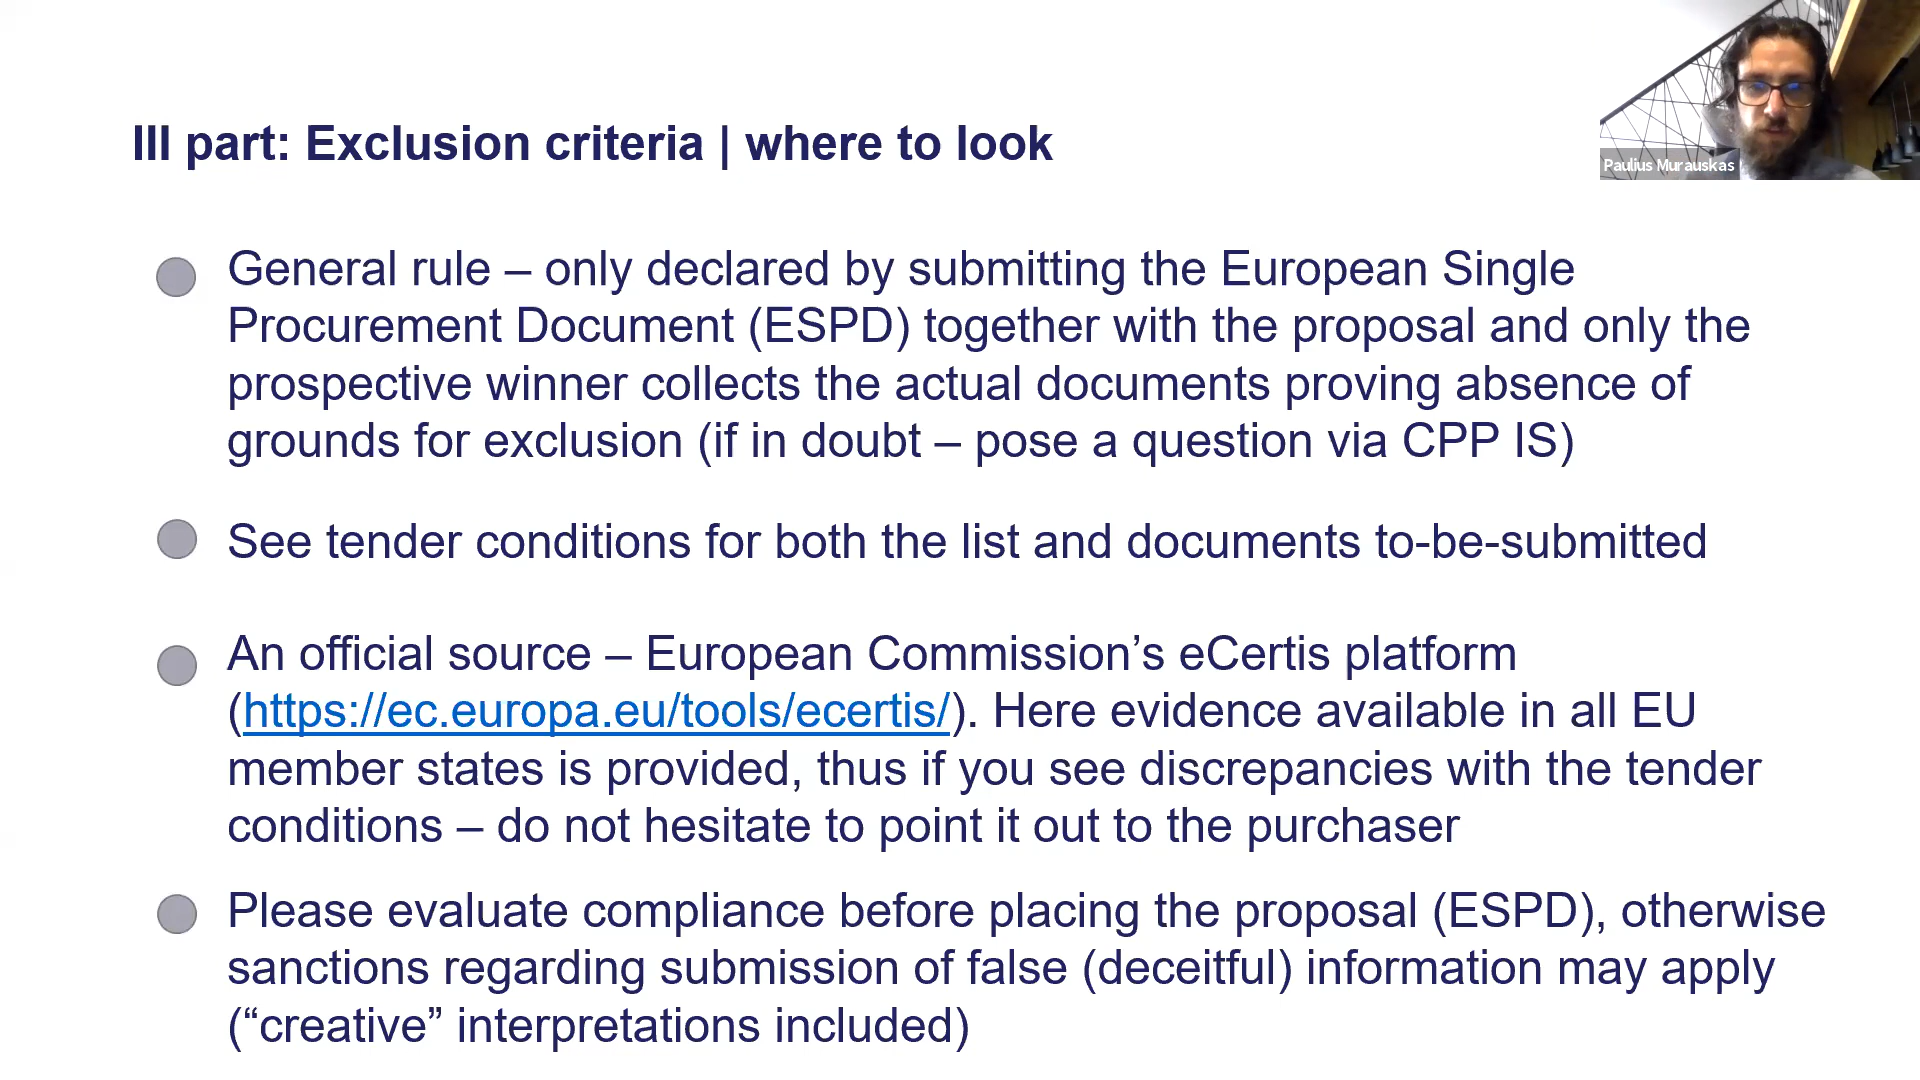 III part: Exclusion criteria | where to look
Paulius Murauskas
General rule – only declared by submitting the European Single
Procurement Document (ESPD) together with the proposal and only the
prospective winner collects the actual documents proving absence of
grounds for exclusion (if in doubt – pose a question via CPP IS)
See tender conditions for both the list and documents to-be-submitted
An official source – European Commission’s eCertis platform
(https://ec.europa.eu/tools/ecertis/). Here evidence available in all EU
member states is provided, thus if you see discrepancies with the tender
conditions – do not hesitate to point it out to the purchaser
Please evaluate compliance before placing the proposal (ESPD), otherwise
sanctions regarding submission of false (deceitful) information may apply
(“creative” interpretations included)